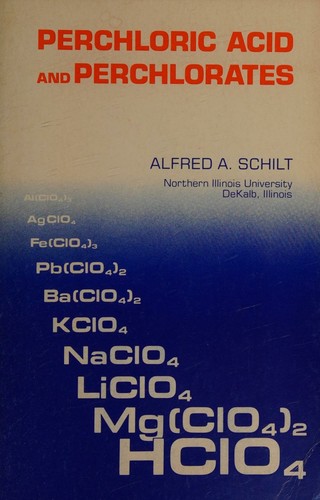 PERCHLORIC ACID
AND PERCHLORATES
ALFRED A. SCHILT
Northern Illinois University
DeKalb, Illinois
AgClO₄
Fe(ClO₄)₃
Pb(ClO₄)₂
Ba(ClO₄)₂
KClO₄
NaClO₄
LiClO₄
Mg(ClO₄)₂
HClO₄